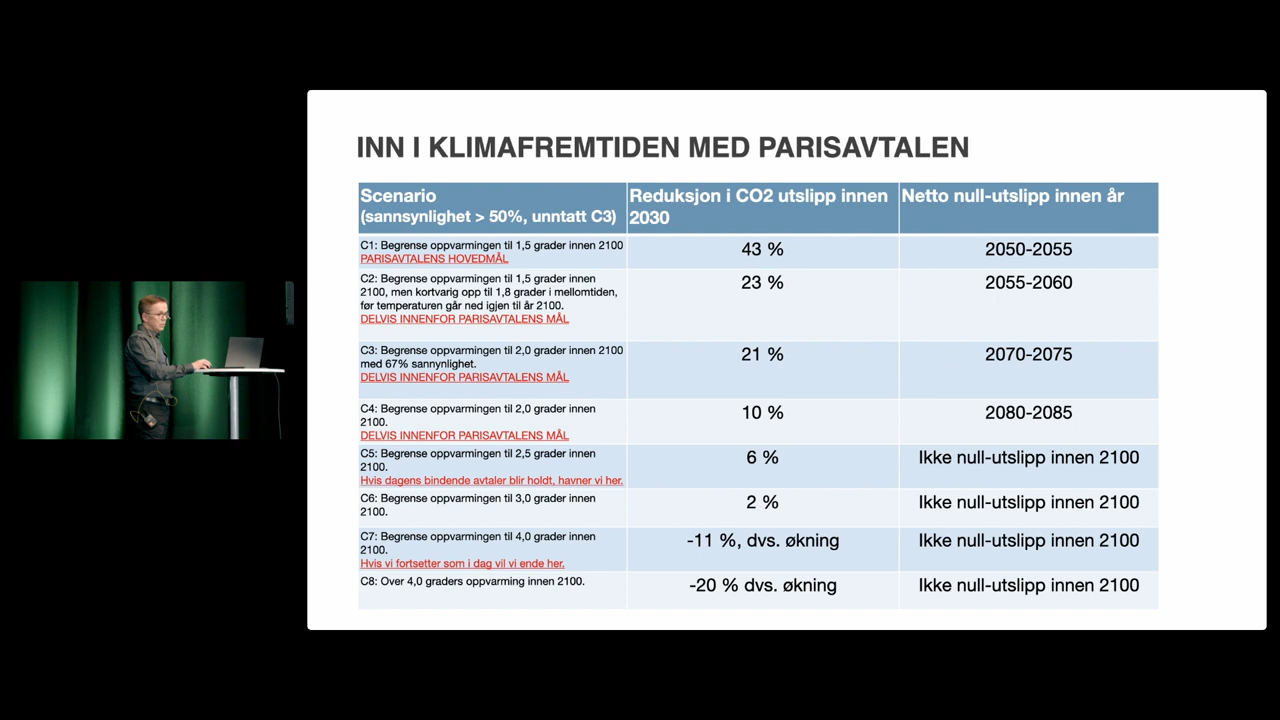 INN I KLIMAFREMTIDEN MED PARISAVTALEN
Scenario
(sannsynlighet > 50%, unntatt C3)
Reduksjon i CO2 utslipp innen
2030
Netto null-utslipp innen år
C1: Begrense oppvarmingen til 1,5 grader innen 2100
PARISAVTALENS HOVEDMÅL
43 %
2050-2055
C2: Begrense oppvarmingen til 1,5 grader innen
2100, men kortvarig opp til 1,8 grader i mellomtiden,
før temperaturen går ned igjen til år 2100.
DELVIS INNENFOR PARISAVTALENS MÅL
23 %
2055-2060
C3: Begrense oppvarmingen til 2,0 grader innen 2100
med 67% sannynlighet.
DELVIS INNENFOR PARISAVTALENS MÅL
21 %
2070-2075
C4: Begrense oppvarmingen til 2,0 grader innen
2100.
DELVIS INNENFOR PARISAVTALENS MÅL
10 %
2080-2085
C5: Begrense oppvarmingen til 2,5 grader innen
2100.
Hvis dagens bindende avtaler blir holdt, havner vi her.
6 %
Ikke null-utslipp innen 2100
C6: Begrense oppvarmingen til 3,0 grader innen
2100.
2 %
Ikke null-utslipp innen 2100
C7: Begrense oppvarmingen til 4,0 grader innen
2100.
Hvis vi fortsetter som i dag vil vi ende her.
-11 %, dvs. økning
Ikke null-utslipp innen 2100
C8: Over 4,0 graders oppvarming innen 2100.
-20 % dvs. økning
Ikke null-utslipp innen 2100